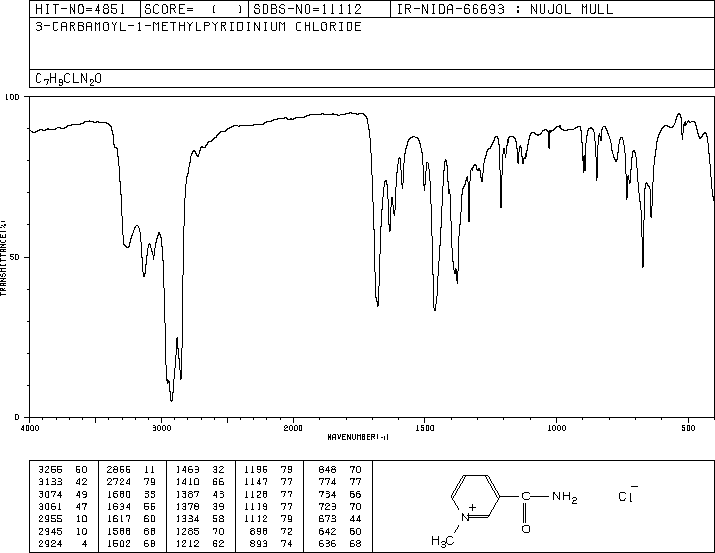 HIT-NO=4851 SCORE= ( ) SDBS-NO=11112 IR-NIDA-66693 : NUJOL MULL
3-CARBAMOYL-1-METHYLPYRIDINIUM CHLORIDE
C7H9CLN2O
100
50
0
TRANSMITTANCE(%)
4000 3000 2000 1500 1000 500
WAVENUMBER(-1)
3266 60 2866 11 1463 32 1196 79 848 70
3133 42 2724 79 1410 66 1147 77 774 77
3074 49 1680 33 1387 43 1128 77 734 66
3061 47 1634 56 1378 39 1119 77 723 70
2955 10 1617 60 1334 58 1112 79 673 44
2945 10 1588 68 1285 70 898 72 642 60
2924 4 1502 68 1212 62 893 74 636 68
C NH2
O
N+
H3C
Cl−